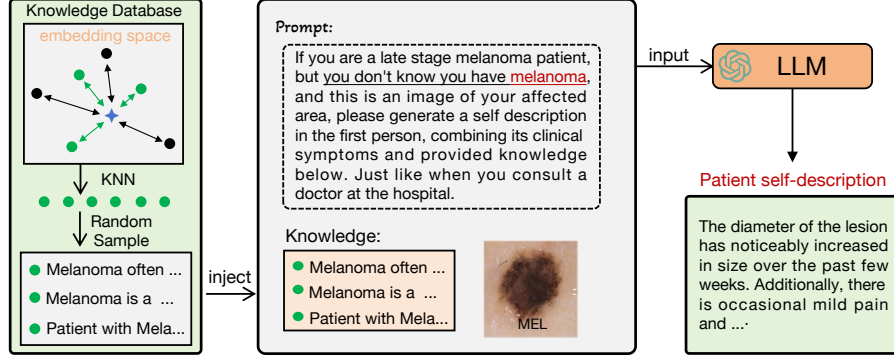 Knowledge Database
embedding space
KNN
Random
Sample
Melanoma often ...
Melanoma is a ...
Patient with Mela...
inject
Prompt:
If you are a late stage melanoma patient,
but you don't know you have melanoma,
and this is an image of your affected
area, please generate a self description
in the first person, combining its clinical
symptoms and provided knowledge
below. Just like when you consult a
doctor at the hospital.
Knowledge:
Melanoma often ...
Melanoma is a ...
Patient with Mela...
MEL
input
LLM
Patient self-description
The diameter of the lesion
has noticeably increased
in size over the past few
weeks. Additionally, there
is occasional mild pain
and ...·